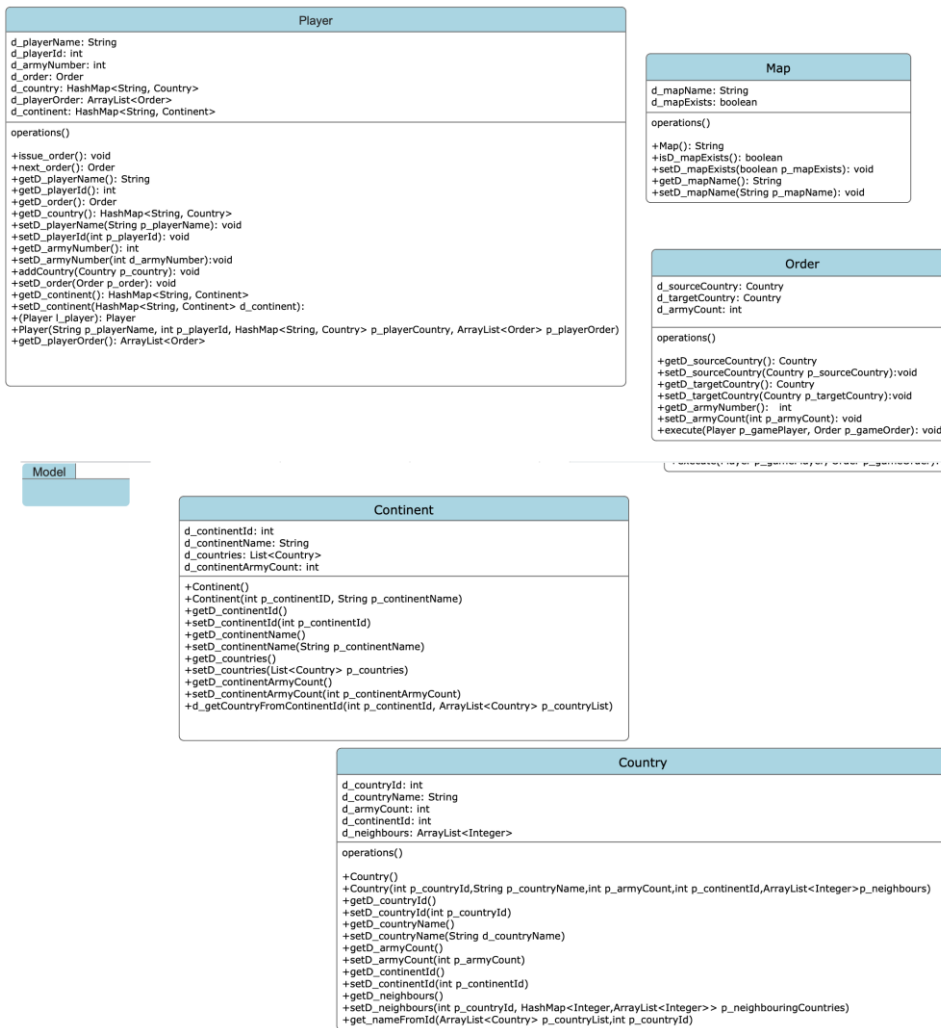 Player
d_playerName: String
d_playerId: int
d_armyNumber: int
d_order: Order
d_country: HashMap<String, Country>
d_playerOrder: ArrayList<Order>
d_continent: HashMap<String, Continent>
operations()
+issue_order(): void
+next_order(): Order
+getD_playerName(): String
+getD_playerId(): int
+getD_order(): Order
+getD_country(): HashMap<String, Country>
+setD_playerName(String p_playerName): void
+setD_playerId(int p_playerId): void
+getD_armyNumber(): int
+setD_armyNumber(int d_armyNumber):void
+addCountry(Country p_country): void
+setD_order(Order p_order): void
+getD_continent(): HashMap<String, Continent>
+setD_continent(HashMap<String, Continent> d_continent):
+(Player l_player): Player
+Player(String p_playerName, int p_playerId, HashMap<String, Country> p_playerCountry, ArrayList<Order> p_playerOrder)
+getD_playerOrder(): ArrayList<Order>
Map
d_mapName: String
d_mapExists: boolean
operations()
+Map(): String
+isD_mapExists(): boolean
+setD_mapExists(boolean p_mapExists): void
+getD_mapName(): String
+setD_mapName(String p_mapName): void
Order
d_sourceCountry: Country
d_targetCountry: Country
d_armyCount: int
operations()
+getD_sourceCountry(): Country
+setD_sourceCountry(Country p_sourceCountry):void
+getD_targetCountry(): Country
+setD_targetCountry(Country p_targetCountry):void
+getD_armyNumber(): int
+setD_armyCount(int p_armyCount): void
+execute(Player p_gamePlayer, Order p_gameOrder): void
Model
Continent
d_continentId: int
d_continentName: String
d_countries: List<Country>
d_continentArmyCount: int
+Continent()
+Continent(int p_continentID, String p_continentName)
+getD_continentId()
+setD_continentId(int p_continentId)
+getD_continentName()
+setD_continentName(String p_continentName)
+getD_countries()
+setD_countries(List<Country> p_countries)
+getD_continentArmyCount()
+setD_continentArmyCount(int p_continentArmyCount)
+d_getCountryFromContinentId(int p_continentId, ArrayList<Country> p_countryList)
Country
d_countryId: int
d_countryName: String
d_armyCount: int
d_continentId: int
d_neighbours: ArrayList<Integer>
operations()
+Country()
+Country(int p_countryId,String p_countryName,int p_armyCount,int p_continentId,ArrayList<Integer>p_neighbours)
+getD_countryId()
+setD_countryId(int p_countryId)
+getD_countryName()
+setD_countryName(String d_countryName)
+getD_armyCount()
+setD_armyCount(int p_armyCount)
+getD_continentId()
+setD_continentId(int p_continentId)
+getD_neighbours()
+setD_neighbours(int p_countryId, HashMap<Integer,ArrayList<Integer>> p_neighbouringCountries)
+get_nameFromId(ArrayList<Country> p_countryList,int p_countryId)